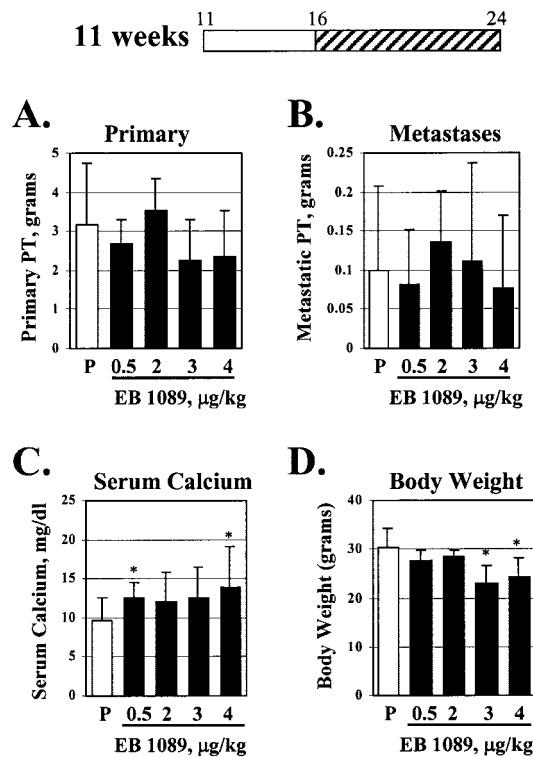 11 16 24
11 weeks
A. Primary
Primary PT, grams
5
4
3
2
1
0
P 0.5 2 3 4
EB 1089, µg/kg
B. Metastases
Metastatic PT, grams
0.25
0.2
0.15
0.1
0.05
0
P 0.5 2 3 4
EB 1089, µg/kg
C. Serum Calcium
Serum Calcium, mg/dl
25
20
15
10
5
0
* *
P 0.5 2 3 4
EB 1089, µg/kg
D. Body Weight
Body Weight (grams)
40
30
20
10
0
* *
P 0.5 2 3 4
EB 1089, µg/kg